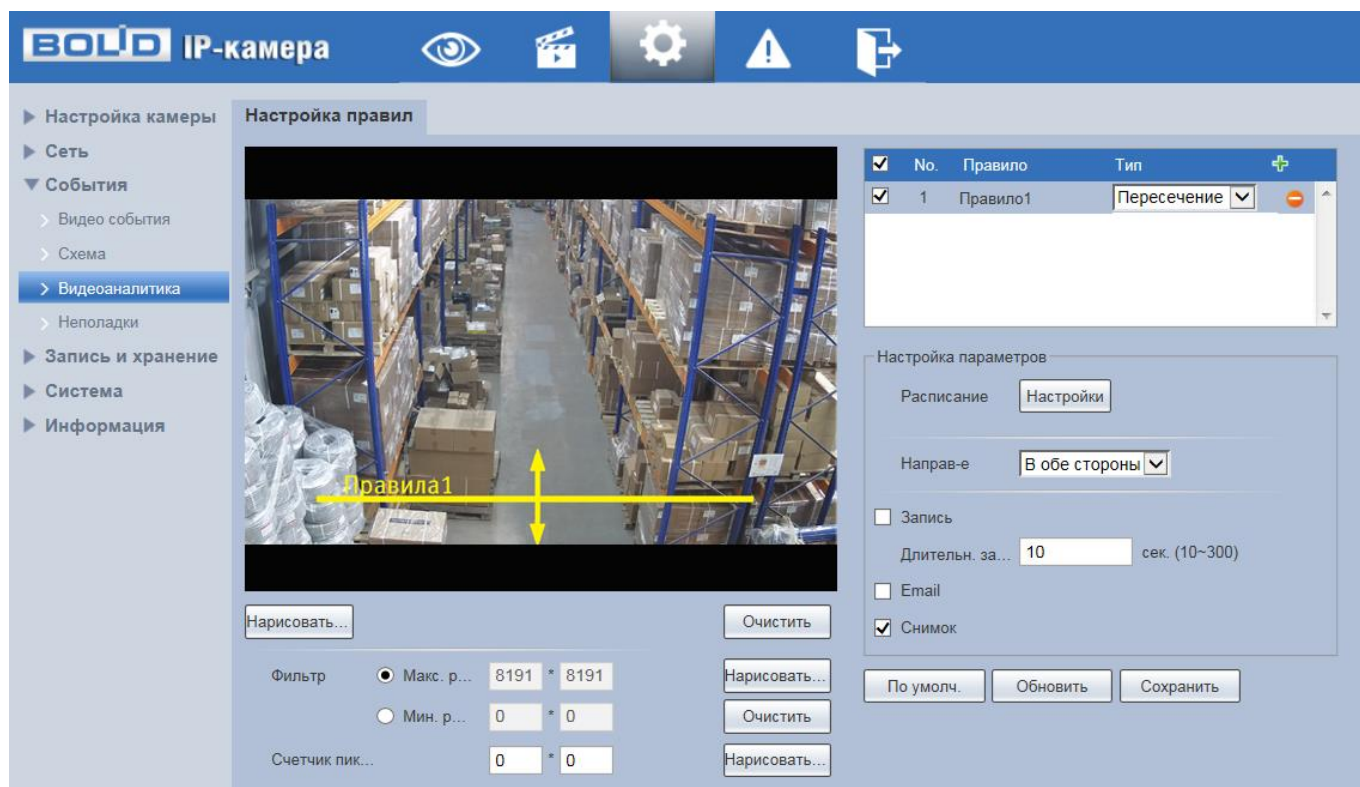 BOLID IP-камера
Настройка камеры
Сеть
События
Видео события
Схема
Видеоаналитика
Неполадки
Запись и хранение
Система
Информация
Настройка правил
Правила1
Нарисовать...
Очистить
Фильтр Макс. р... 8191 * 8191 Нарисовать...
Мин. р... 0 * 0 Очистить
Счетчик пик... 0 * 0 Нарисовать...
No. Правило Тип
1 Правило1 Пересечение
Настройка параметров
Расписание Настройки
Направ-е В обе стороны
Запись
Длительн. за... 10 сек. (10~300)
Email
Снимок
По умолч. Обновить Сохранить